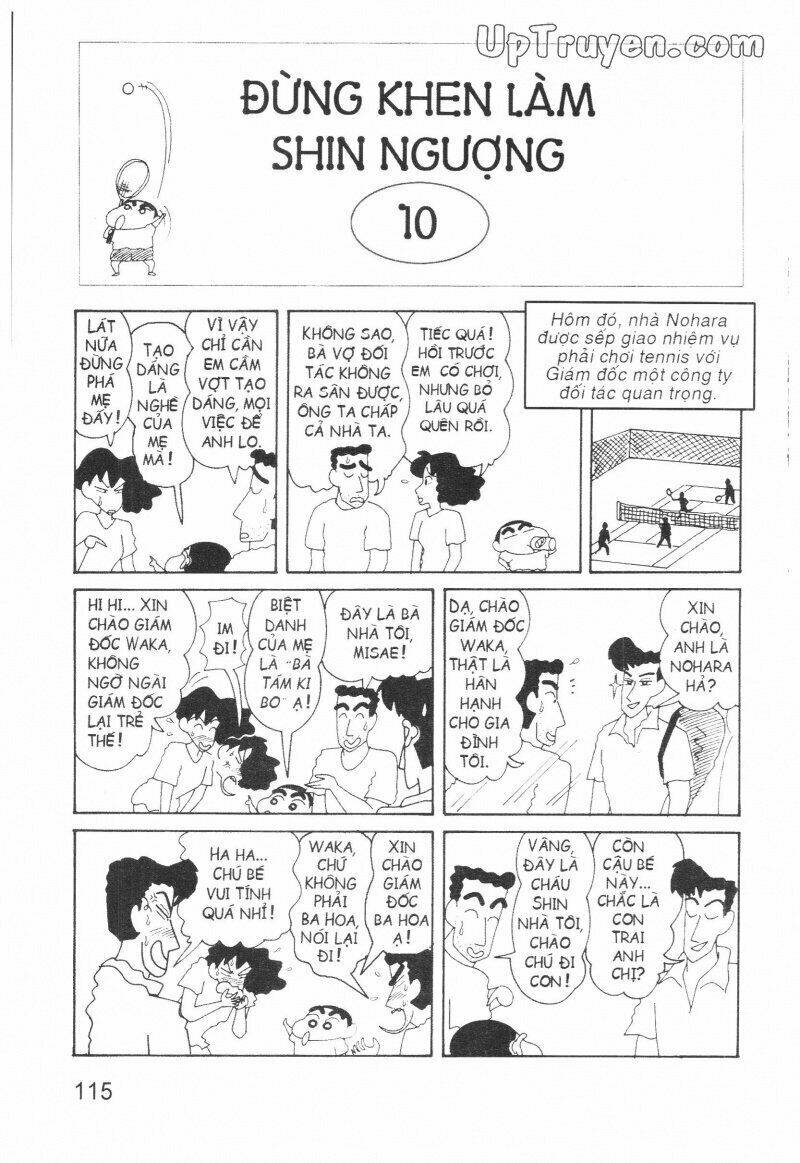 UpTruyen.com
ĐỪNG KHEN LÀM
SHIN NGƯỢNG
10
Hôm đó, nhà Nohara
được sếp giao nhiệm vụ
phải chơi tennis với
Giám đốc một công ty
đối tác quan trọng.
TIẾC QUÁ!
HỒI TRƯỚC
EM CÓ CHƠI,
NHƯNG BỎ
LÂU QUÁ
QUÊN RỒI.
KHÔNG SAO,
BÀ VỢ ĐỐI
TÁC KHÔNG
RA SÂN ĐƯỢC,
ÔNG TA CHẤP
CẢ NHÀ TA.
VÌ VẬY
CHỈ CẦN
EM CẦM
VỢT TẠO
DÁNG, MỌI
VIỆC ĐỂ
ANH LO.
TẠO
DÁNG
LÀ
NGHỀ
CỦA
MẸ
MÀ!
LÁT
NỮA
ĐỪNG
PHÁ
MẸ
ĐẤY!
XIN
CHÀO,
ANH LÀ
NOHARA
HẢ?
DẠ, CHÀO
GIÁM ĐỐC
WAKA,
THẬT LÀ
HÂN
HẠNH
CHO GIA
ĐÌNH
TÔI.
ĐÂY LÀ BÀ
NHÀ TÔI,
MISAE!
BIỆT
DANH
CỦA MẸ
LÀ "BÀ
TÁM KI
BO" Ạ!
IM
ĐI!
HI HI... XIN
CHÀO GIÁM
ĐỐC WAKA,
KHÔNG
NGỜ NGÀI
GIÁM ĐỐC
LẠI TRẺ
THẾ!
CÒN
CẬU BÉ
NÀY...
CHẮC LÀ
CON
TRAI
ANH
CHỊ?
VÂNG,
ĐÂY LÀ
CHÁU
SHIN
NHÀ TÔI,
CHÀO
CHÚ ĐI
CON!
XIN
CHÀO
GIÁM
ĐỐC
BA HOA
Ạ!
WAKA,
CHỨ
KHÔNG
PHẢI
BA HOA,
NÓI LẠI
ĐI!
HA HA...
CHÚ BÉ
VUI TÍNH
QUÁ NHỈ!
115